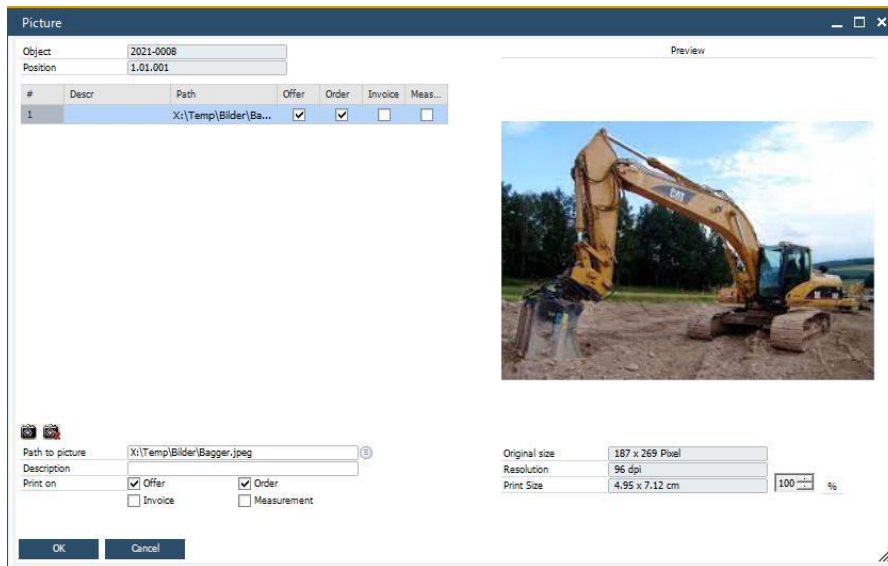 Picture
Object 2021-0008
Position 1.01.001
Preview
# Descr Path Offer Order Invoice Meas...
1 X:\Temp\Bilder\Ba...
CAT
Path to picture X:\Temp\Bilder\Bagger.jpeg
Description
Print on Offer Order
Invoice Measurement
Original size 187 x 269 Pixel
Resolution 96 dpi
Print Size 4.95 x 7.12 cm 100 %
OK Cancel